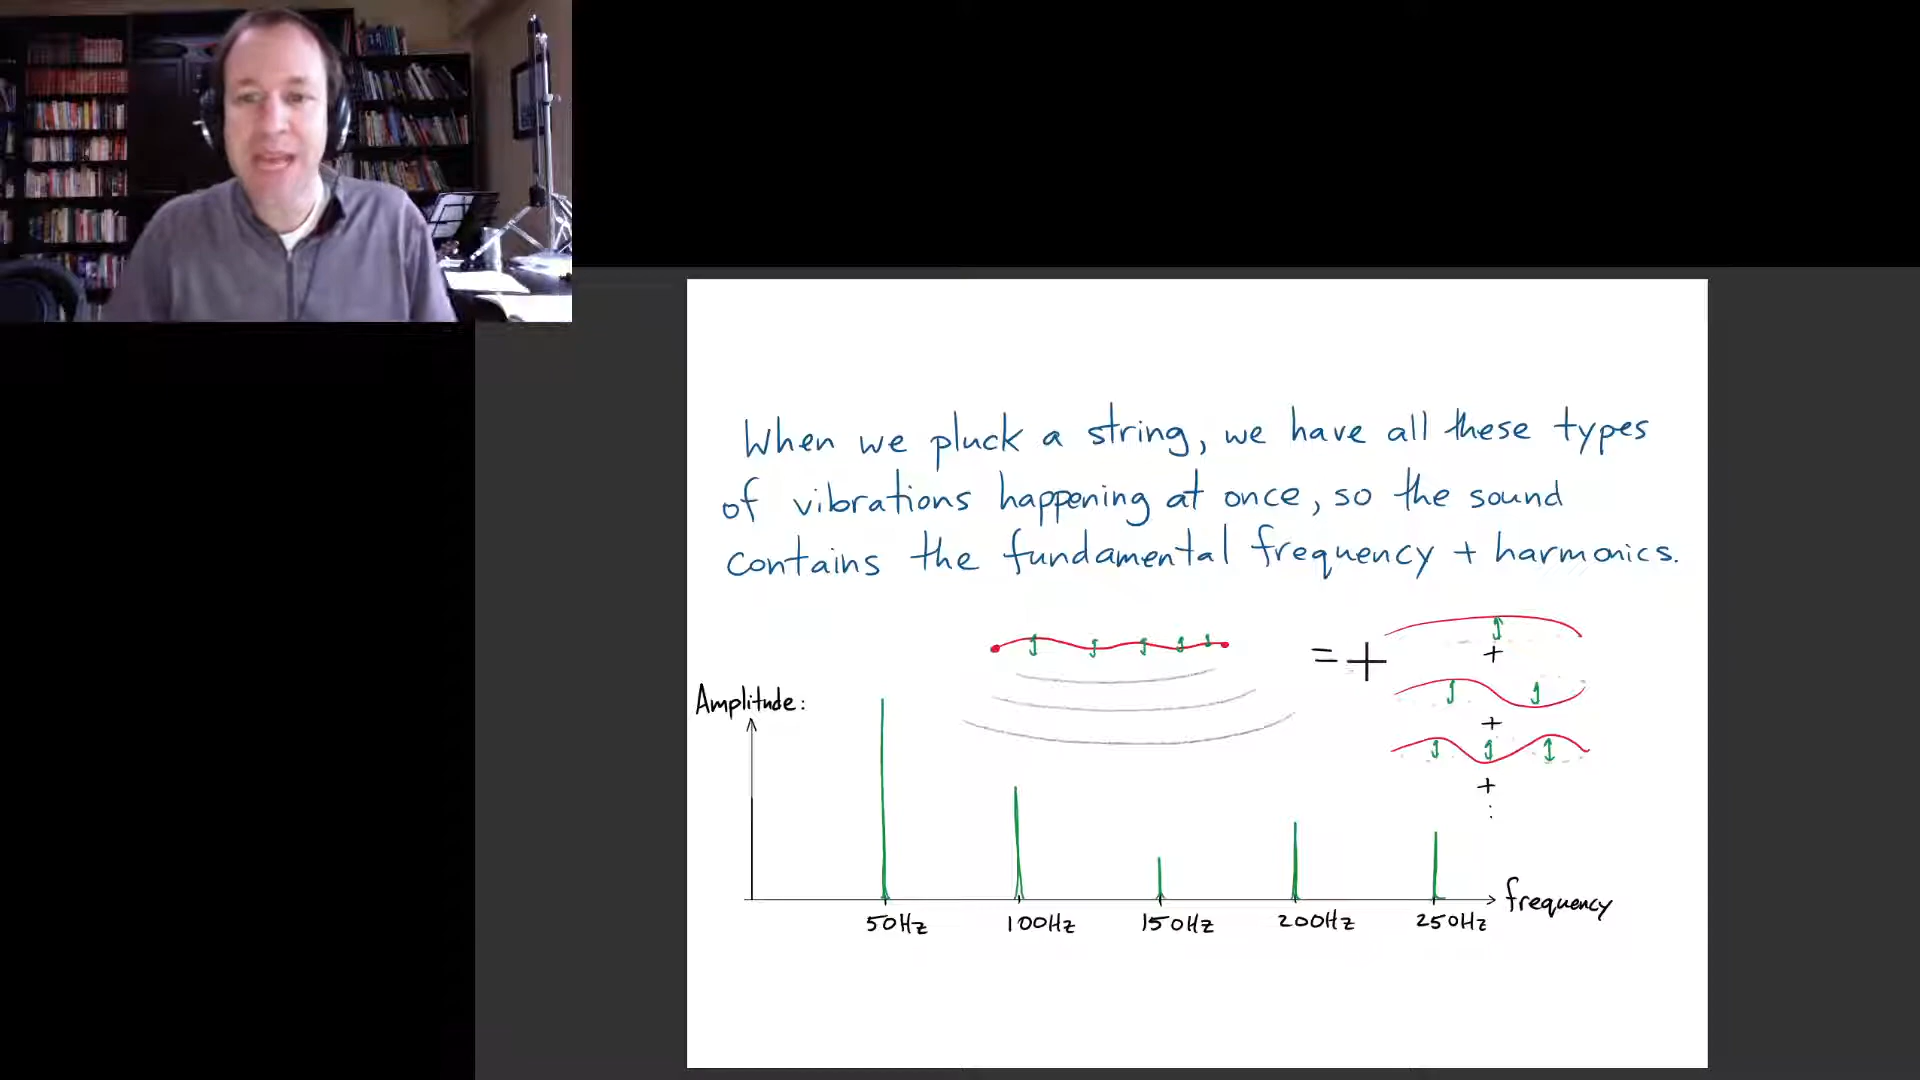 When we pluck a string, we have all these types
of vibrations happening at once, so the sound
contains the fundamental frequency + harmonics.
= +
+
+
+
Amplitude:
frequency
50Hz 100Hz 150Hz 200Hz 250Hz